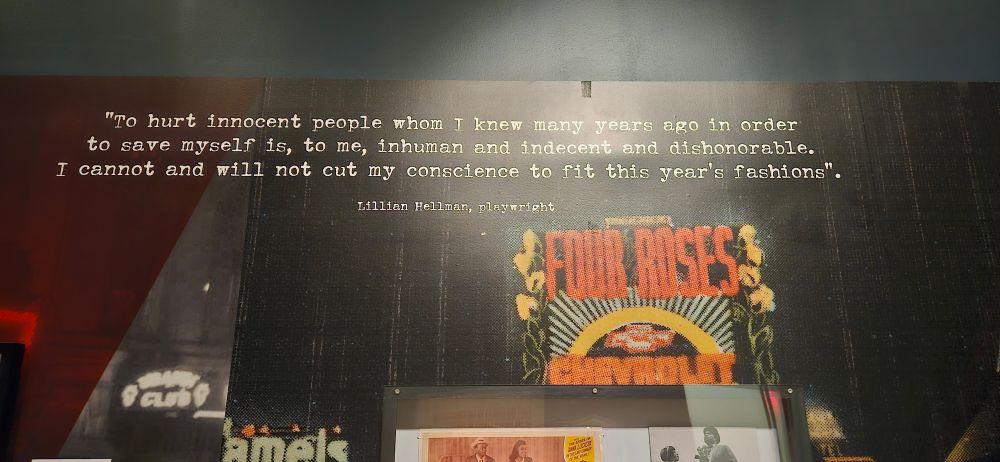 "To hurt innocent people whom I knew many years ago in order
to save myself is, to me, inhuman and indecent and dishonorable.
I cannot and will not cut my conscience to fit this year's fashions".
Lillian Hellman, playwright
FOUR ROSES
CHEVROLET
CLUB
amels